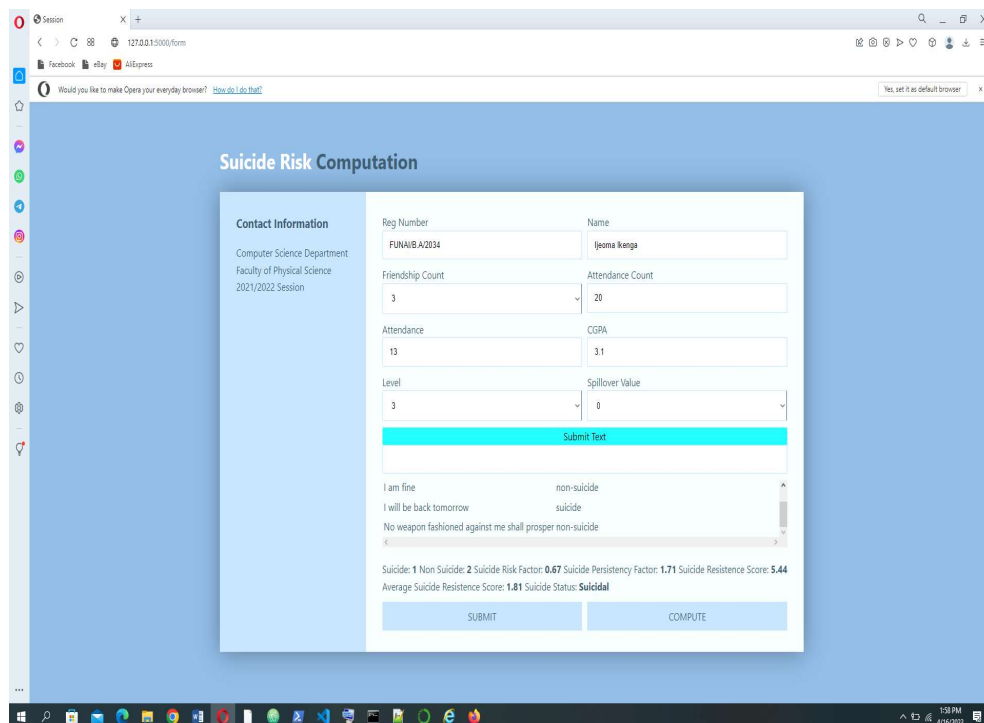 Session
127.0.0.1:5000/form
Facebook eBay AliExpress
Would you like to make Opera your everyday browser? How do I do that? Yes, set it as default browser
Suicide Risk Computation
Contact Information
Computer Science Department
Faculty of Physical Science
2021/2022 Session
Reg Number Name
FUNAI/B.A/2034 Ijeoma Ikenga
Friendship Count Attendance Count
3 20
Attendance CGPA
13 3.1
Level Spillover Value
3 0
Submit Text
I am fine non-suicide
I will be back tomorrow suicide
No weapon fashioned against me shall prosper non-suicide
Suicide: 1 Non Suicide: 2 Suicide Risk Factor: 0.67 Suicide Persistency Factor: 1.71 Suicide Resistence Score: 5.44
Average Suicide Resistence Score: 1.81 Suicide Status: Suicidal
SUBMIT COMPUTE
1:58 PM